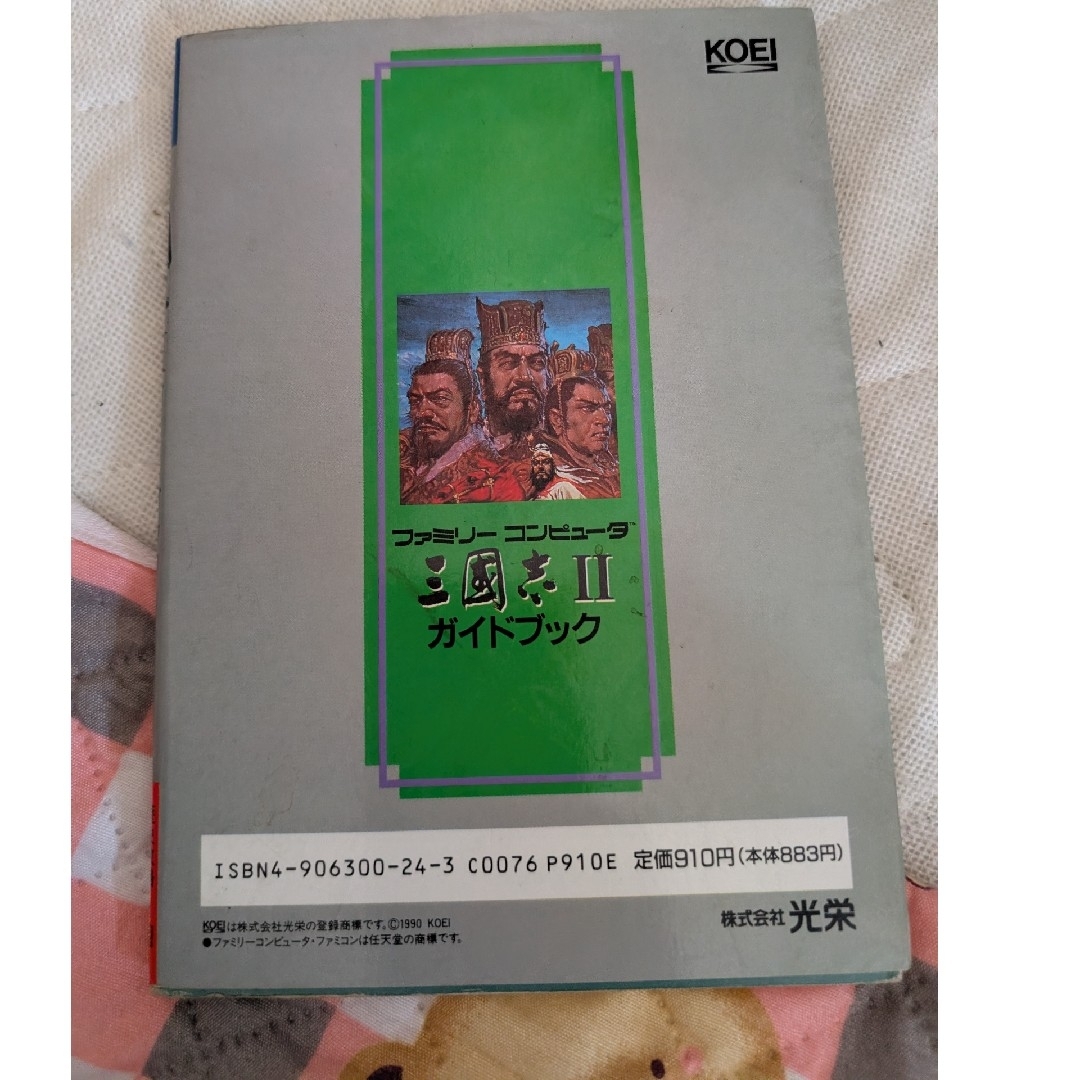 KOEI
ファミリー コンピュータ™
三國志II
ガイドブック
ISBN4-906300-24-3 C0076 P910E 定価910円(本体883円)
KOEIは株式会社光栄の登録商標です。©1990 KOEI
●ファミリーコンピュータ・ファミコンは任天堂の商標です。
株式会社 光栄